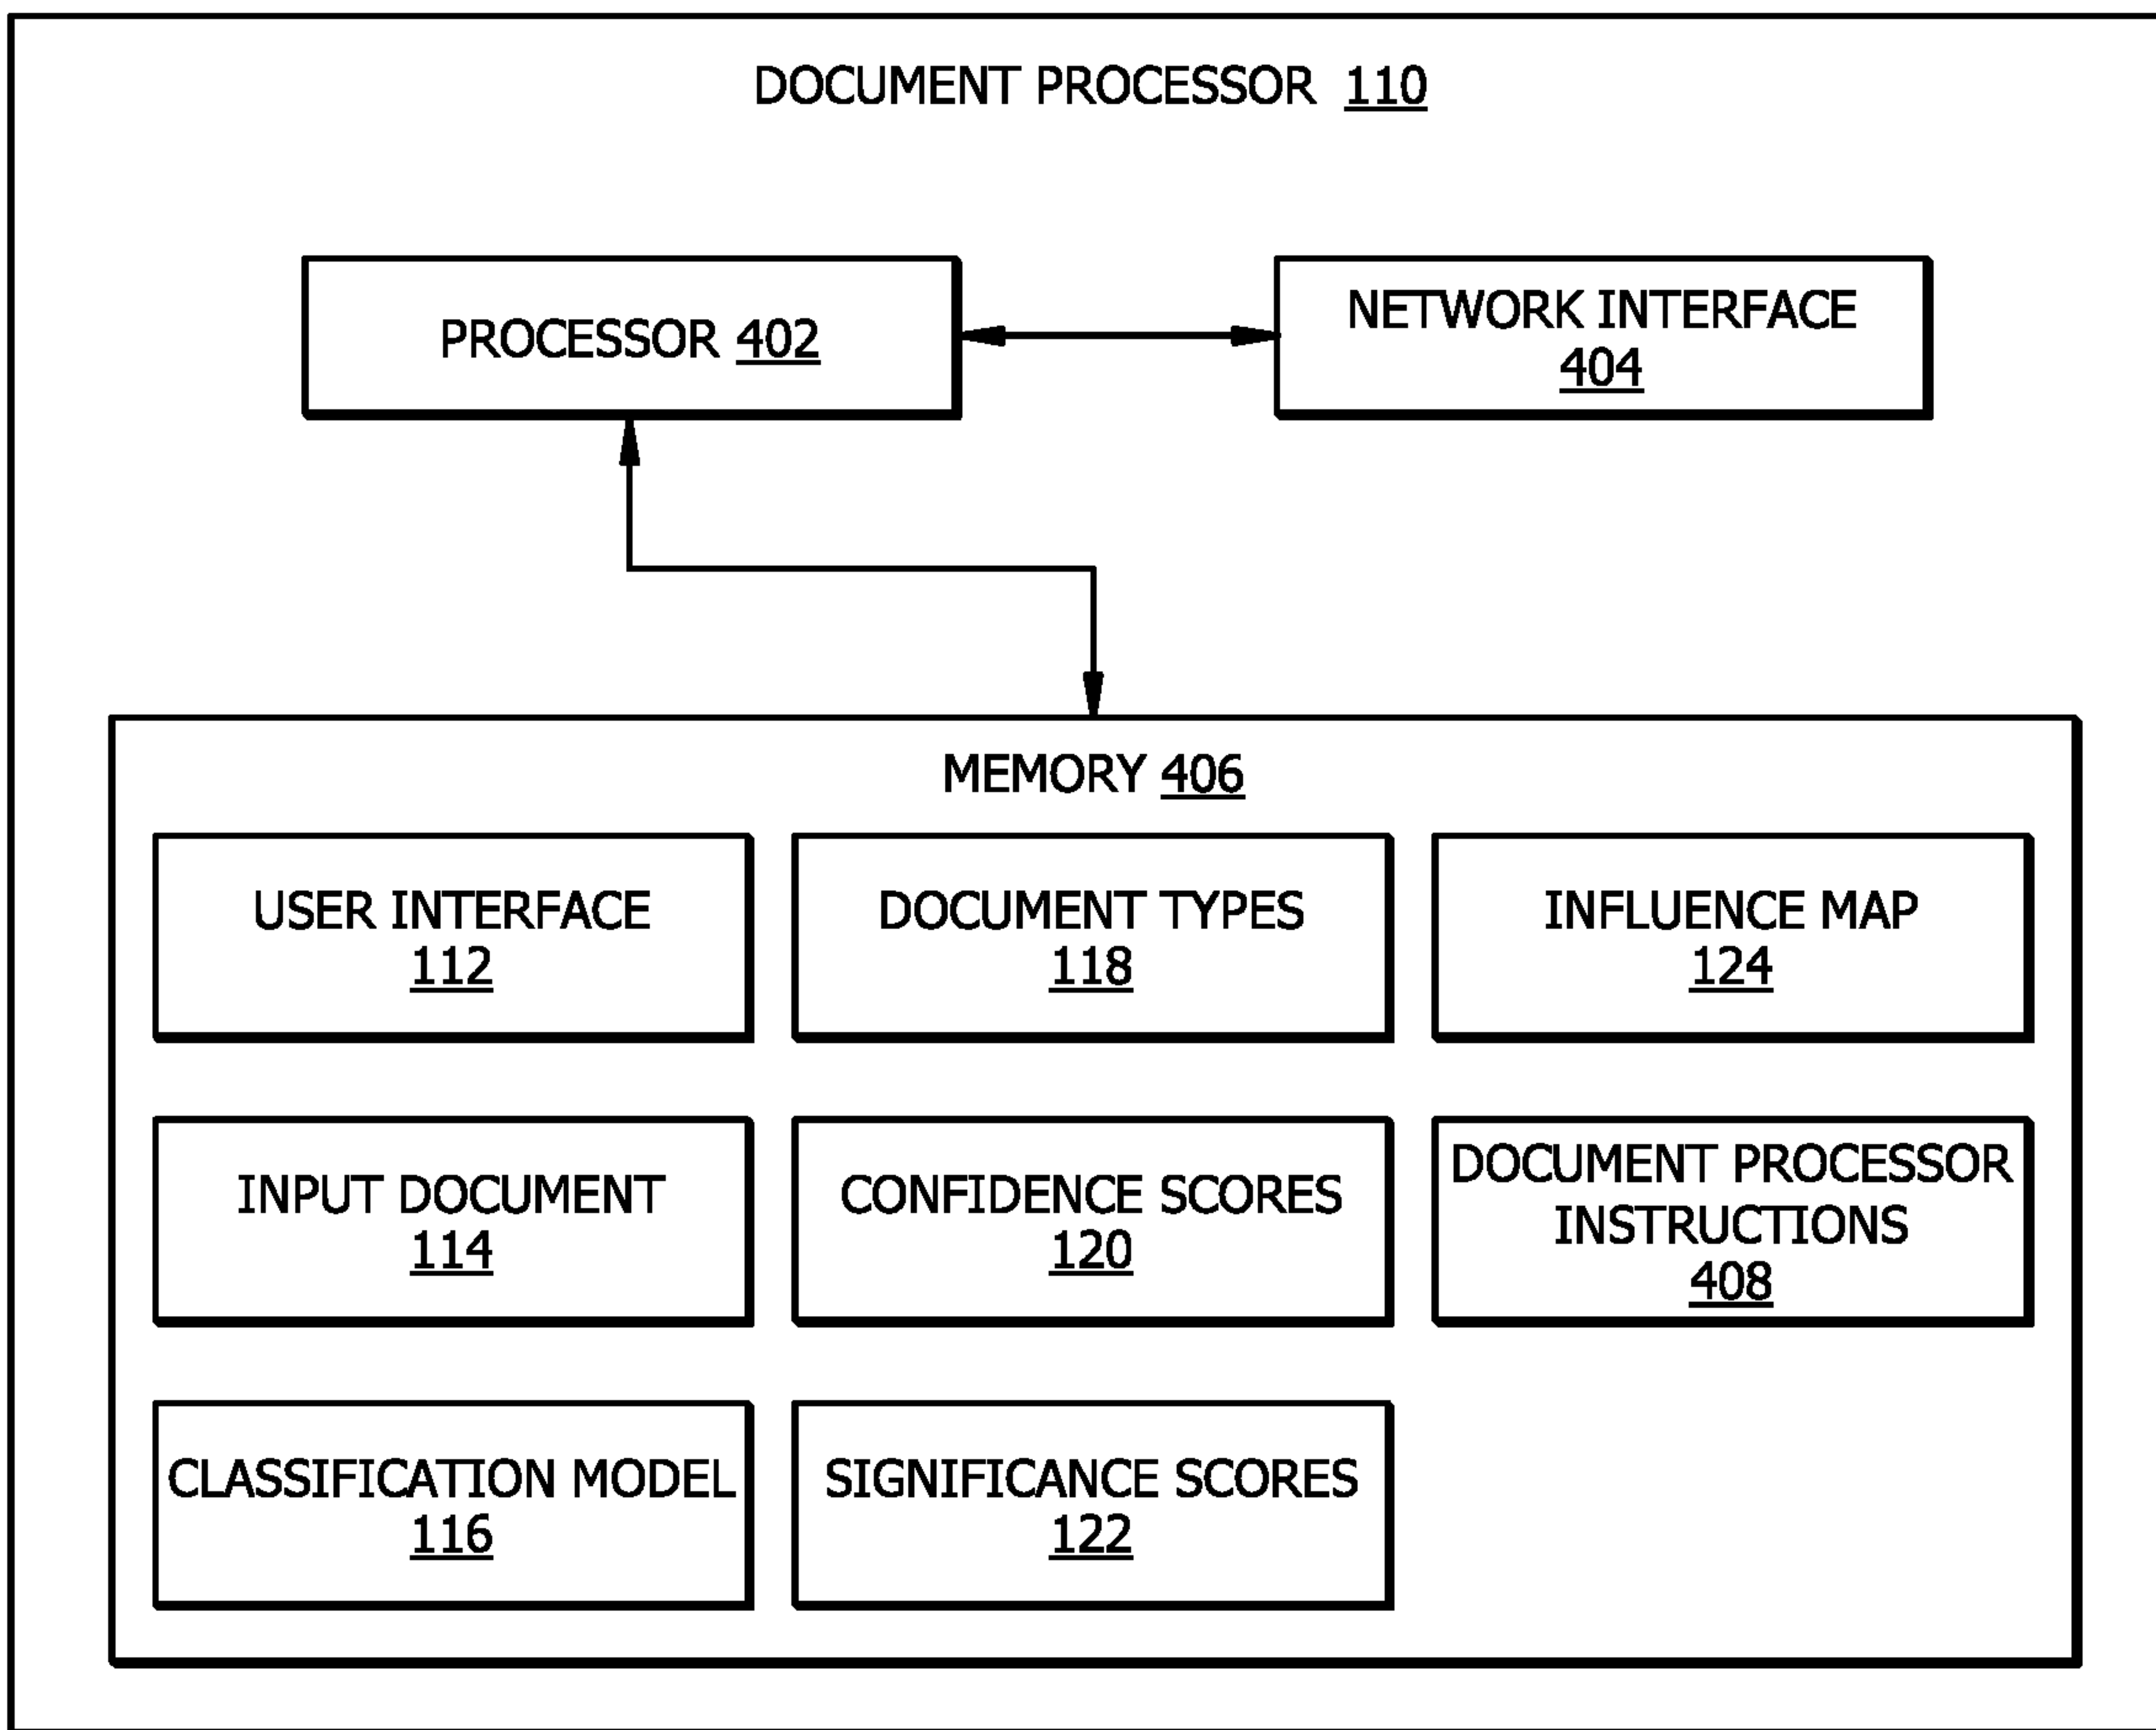 DOCUMENT PROCESSOR 110
PROCESSOR 402
NETWORK INTERFACE
404
MEMORY 406
USER INTERFACE
112
DOCUMENT TYPES
118
INFLUENCE MAP
124
INPUT DOCUMENT
114
CONFIDENCE SCORES
120
DOCUMENT PROCESSOR
INSTRUCTIONS
408
CLASSIFICATION MODEL
116
SIGNIFICANCE SCORES
122